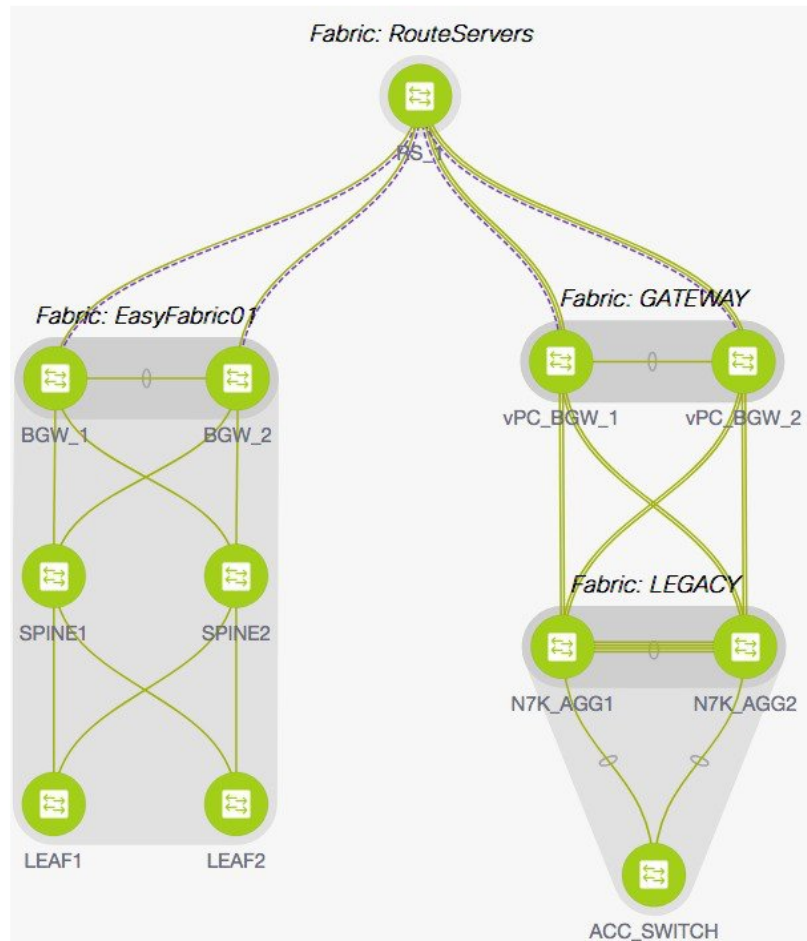 Fabric: RouteServers
RS_1
Fabric: EasyFabric01
Fabric: GATEWAY
BGW_1
BGW_2
vPC_BGW_1
vPC_BGW_2
SPINE1
SPINE2
Fabric: LEGACY
N7K_AGG1
N7K_AGG2
LEAF1
LEAF2
ACC_SWITCH